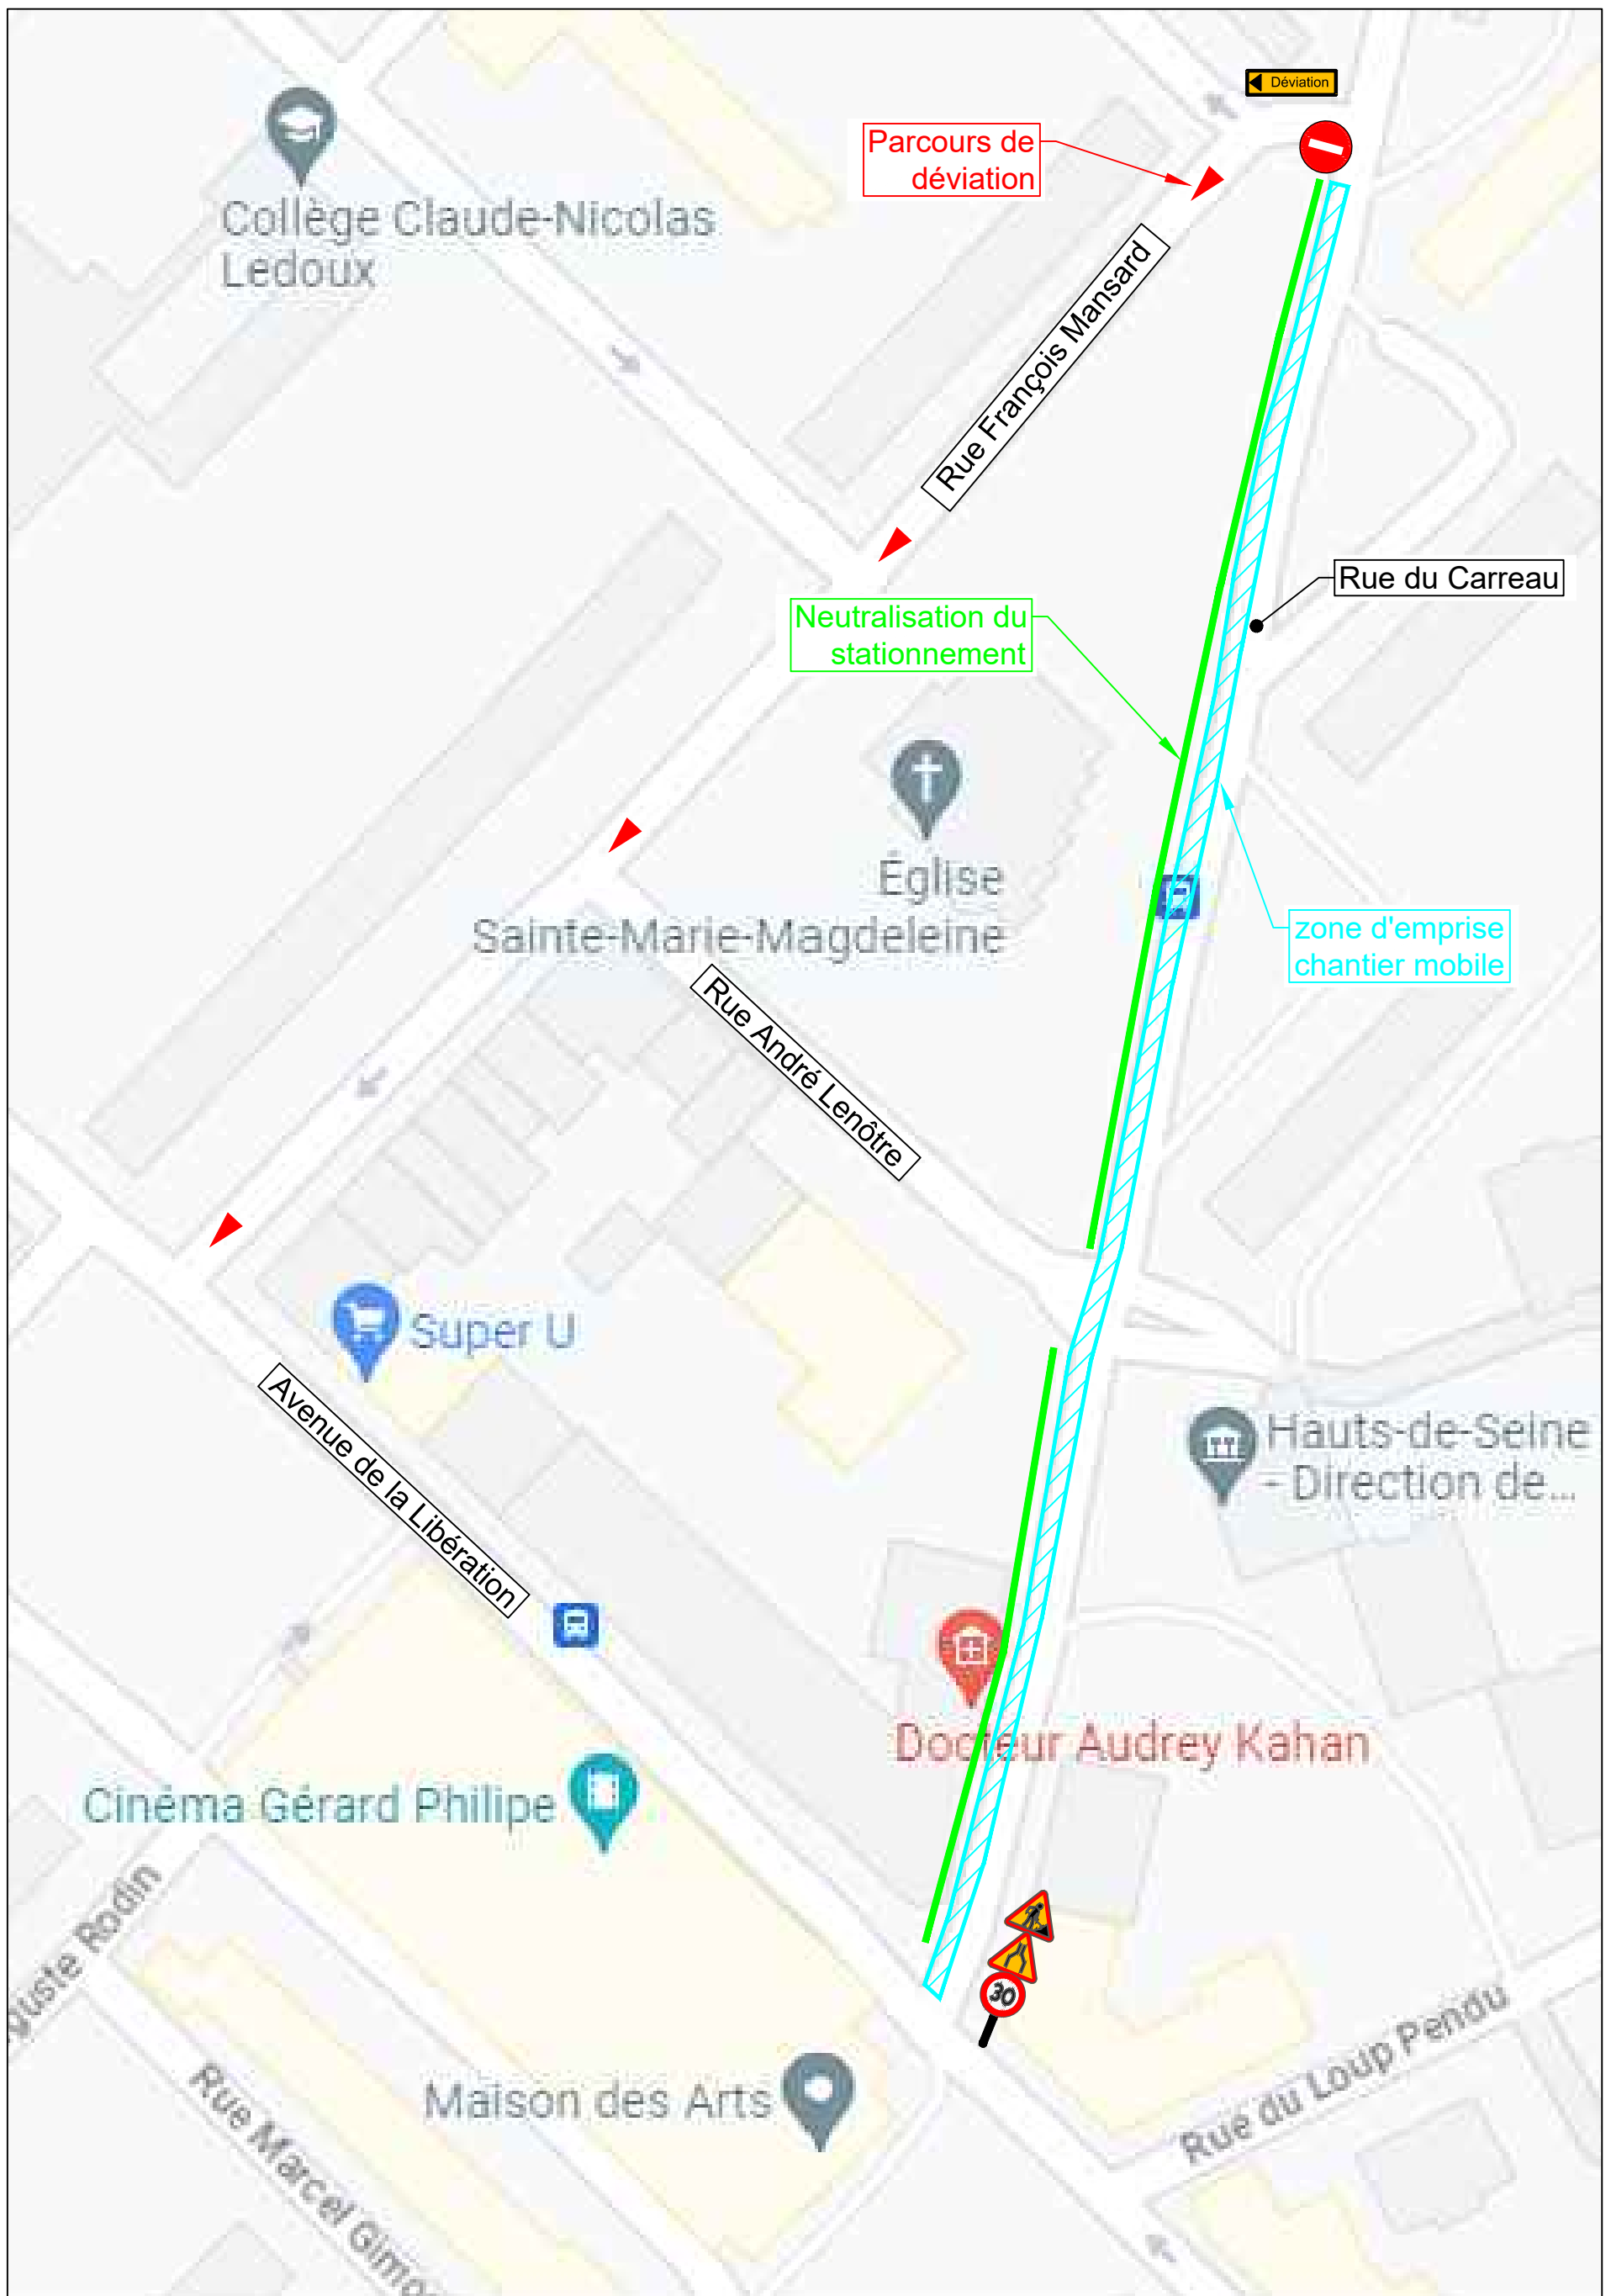 Déviation
Parcours de
déviation
Collège Claude-Nicolas
Ledoux
Rue François Mansard
Rue du Carreau
Neutralisation du
stationnement
Église
Sainte-Marie-Magdeleine
zone d'emprise
chantier mobile
Rue André Lenôtre
Super U
Avenue de la Libération
Hauts-de-Seine
- Direction de...
Docteur Audrey Kahan
Cinéma Gérard Philipe
guste Rodin
30
Maison des Arts
Rue du Loup Pendu
Rue Marcel Gimo